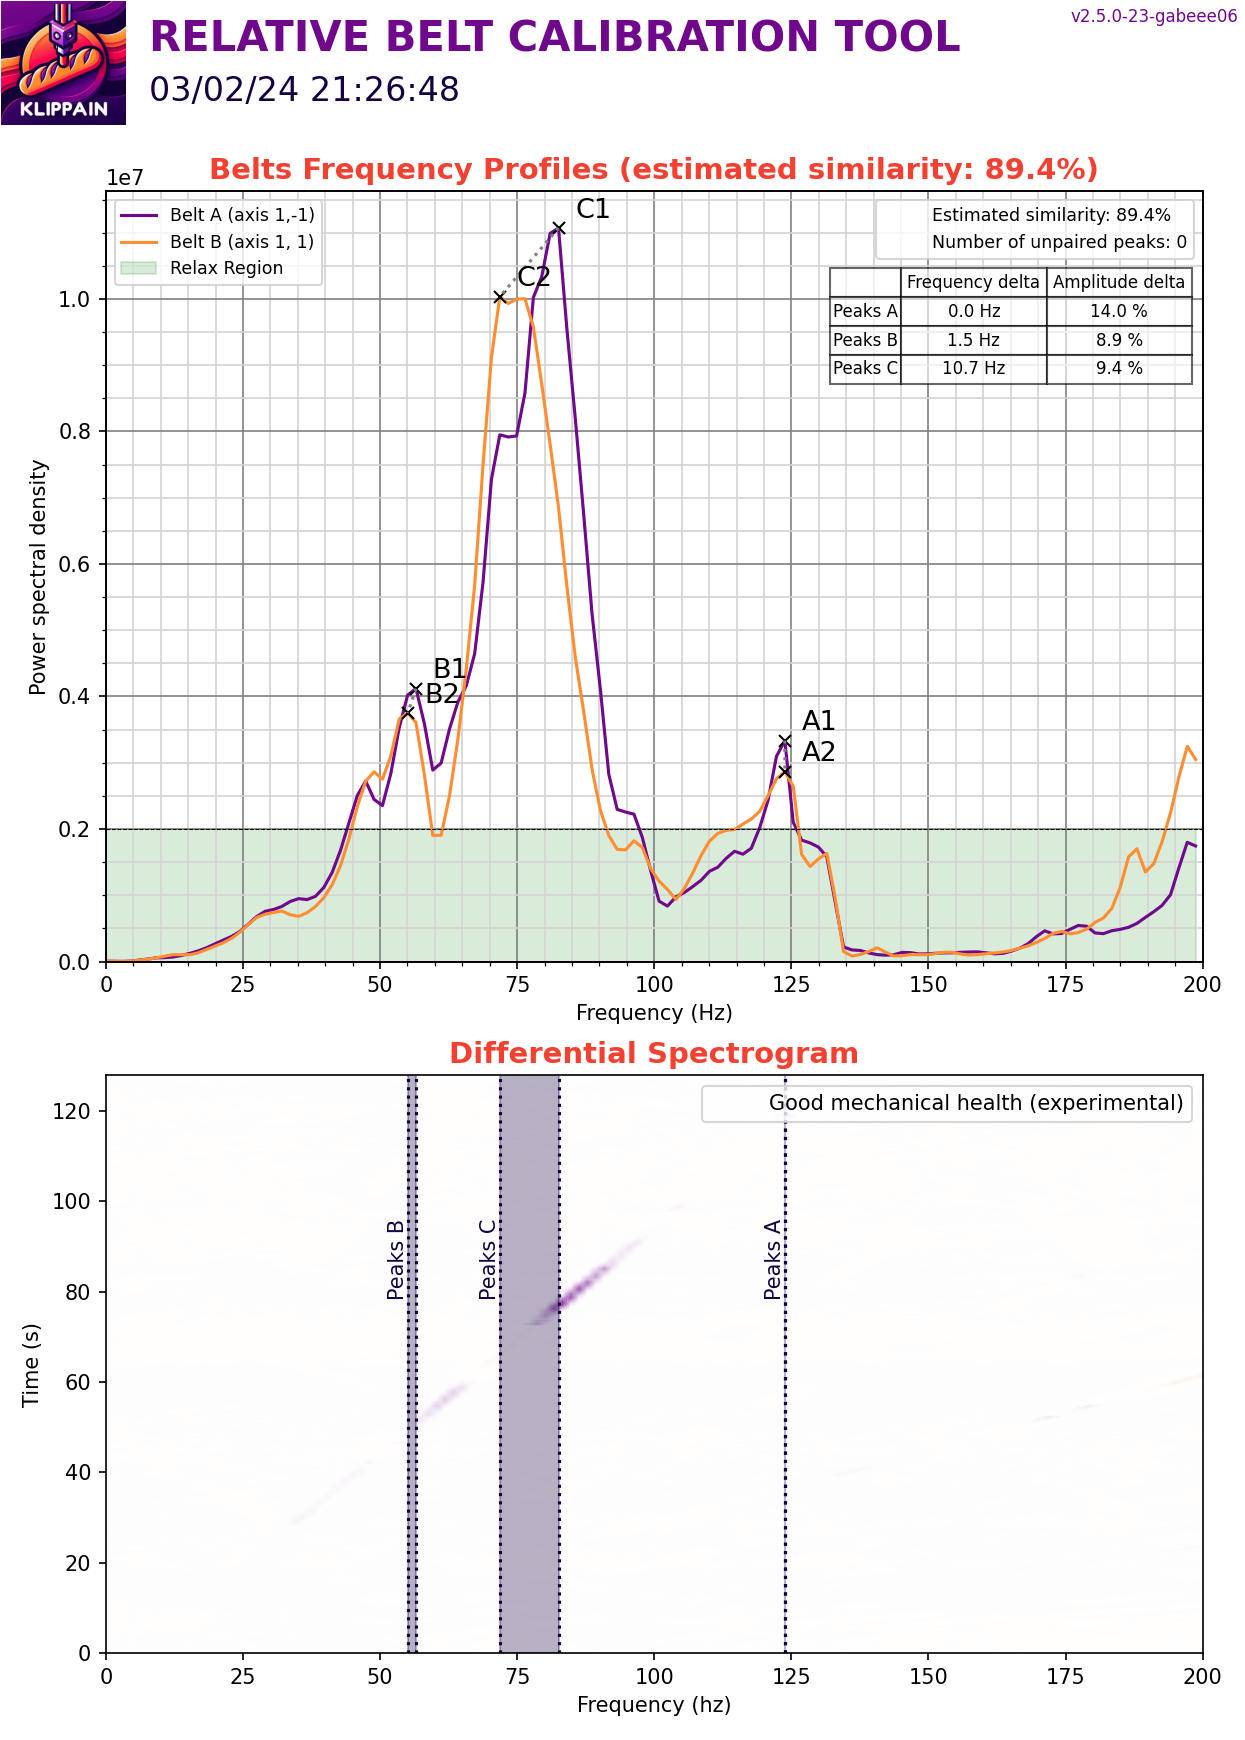 v2.5.0-23-gabeee06
RELATIVE BELT CALIBRATION TOOL
03/02/24 21:26:48
KLIPPAIN
Belts Frequency Profiles (estimated similarity: 89.4%)
1e7
Belt A (axis 1,-1)
Belt B (axis 1, 1)
Relax Region
Estimated similarity: 89.4%
Number of unpaired peaks: 0
Frequency delta Amplitude delta
Peaks A 0.0 Hz 14.0 %
Peaks B 1.5 Hz 8.9 %
Peaks C 10.7 Hz 9.4 %
C1
C2
B1
B2
A1
A2
Power spectral density
1.0
0.8
0.6
0.4
0.2
0.0
0 25 50 75 100 125 150 175 200
Frequency (Hz)
Differential Spectrogram
Good mechanical health (experimental)
Peaks B
Peaks C
Peaks A
Time (s)
120
100
80
60
40
20
0
0 25 50 75 100 125 150 175 200
Frequency (hz)